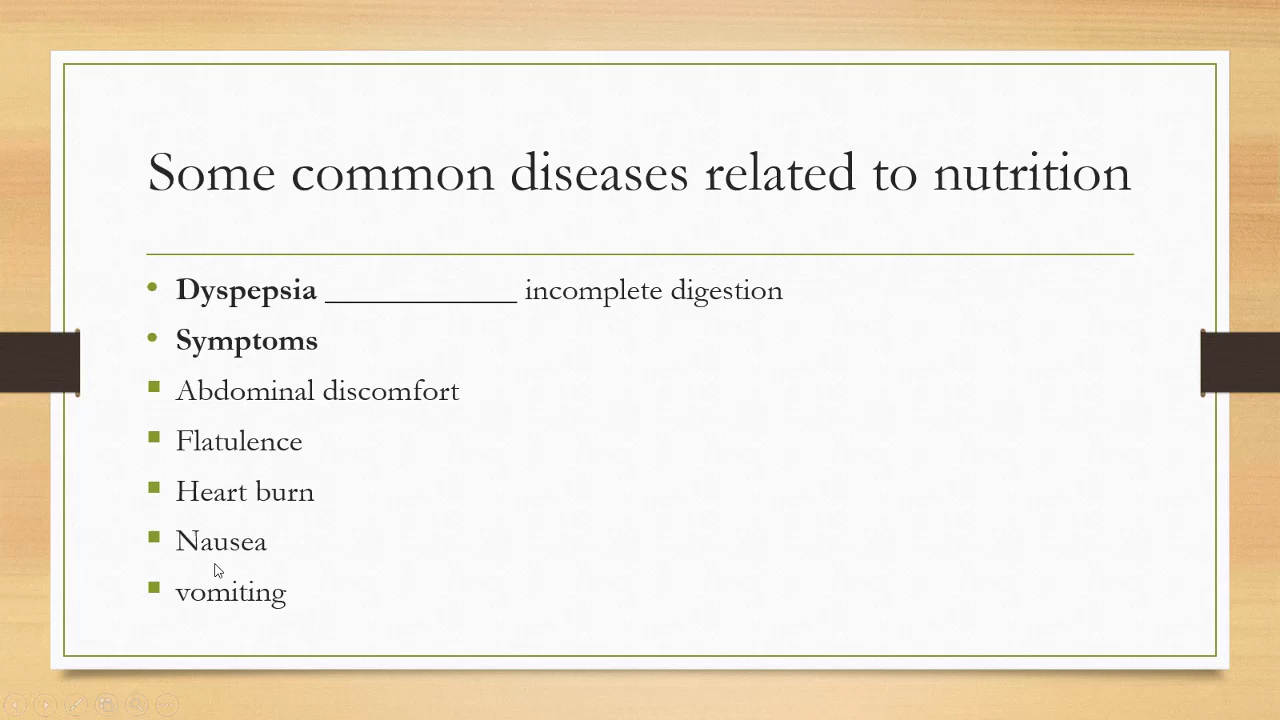 Some common diseases related to nutrition
Dyspepsia ____________ incomplete digestion
Symptoms
Abdominal discomfort
Flatulence
Heart burn
Nausea
vomiting